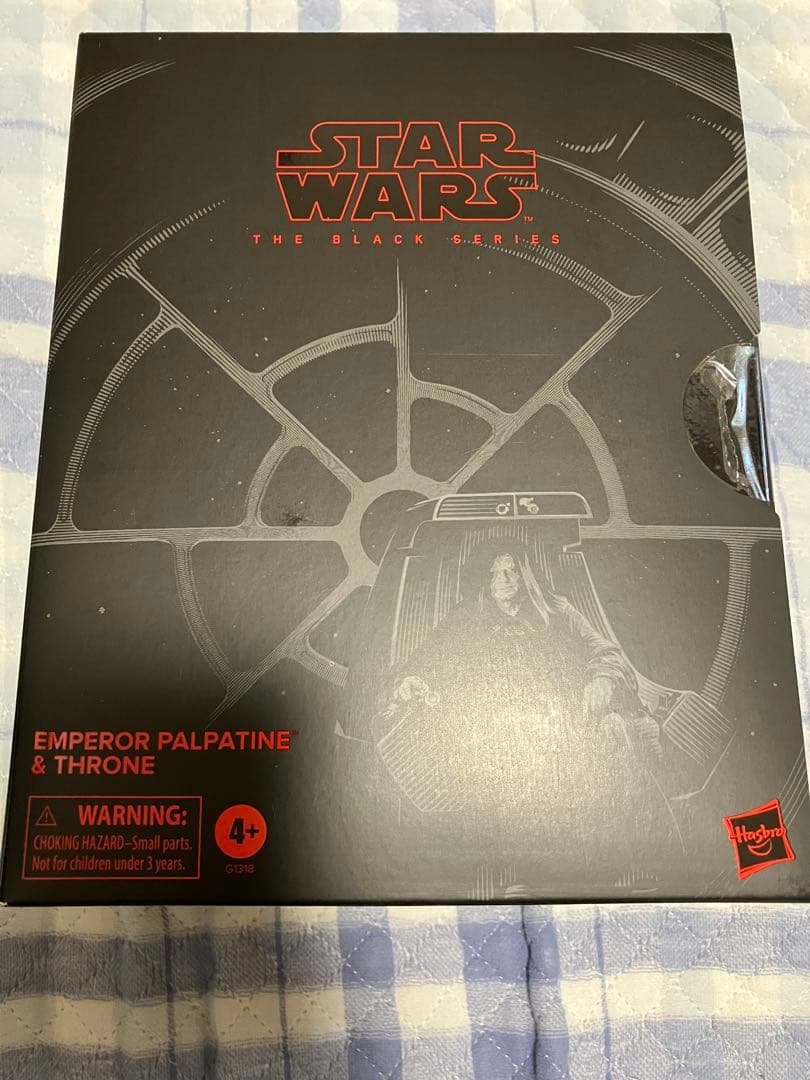 STAR
WARS™
THE BLACK SERIES
EMPEROR PALPATINE™
& THRONE
WARNING:
CHOKING HAZARD–Small parts.
Not for children under 3 years.
4+
G1318
Hasbro